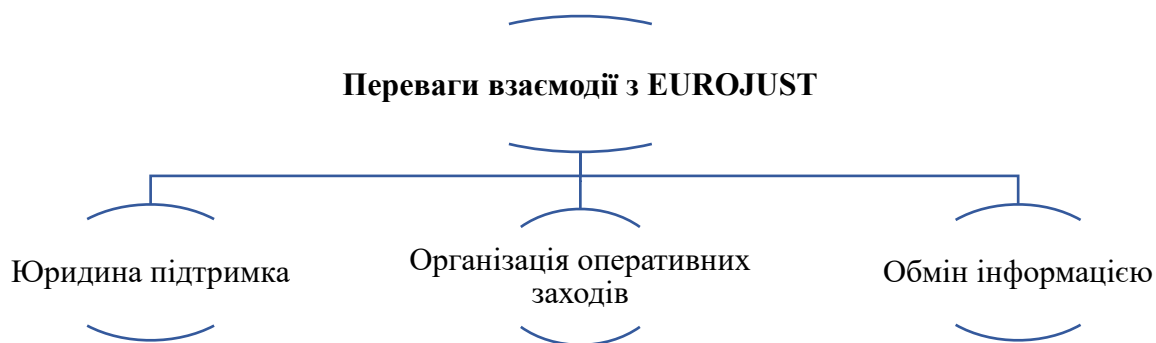 Переваги взаємодії з EUROJUST
Юридина підтримка
Організація оперативних
заходів
Обмін інформацією